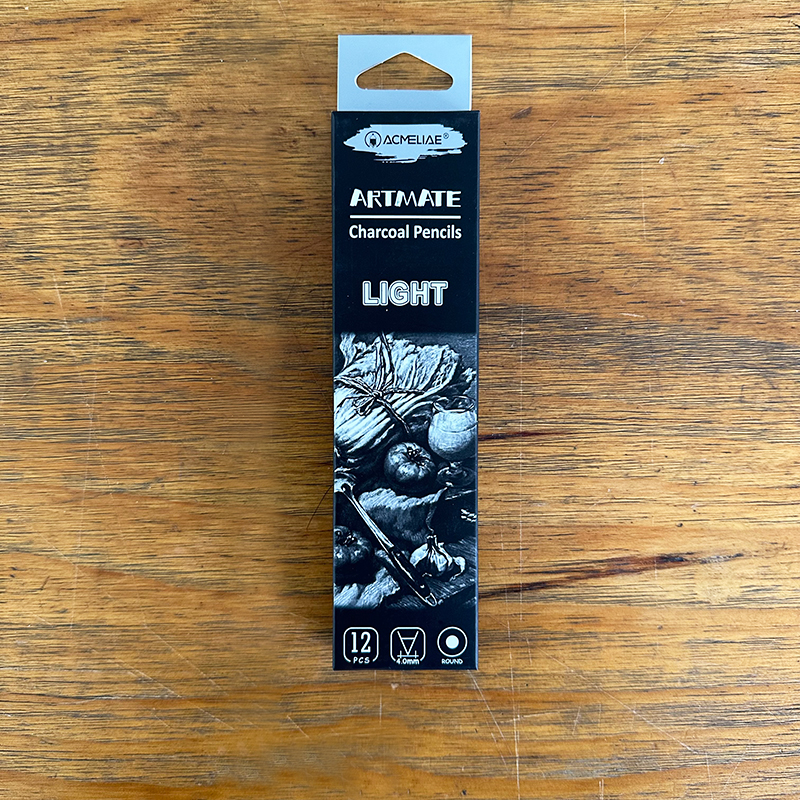 ACMELIAE®
ARTMATE
Charcoal Pencils
LIGHT
12
PCS
4.0mm
ROUND